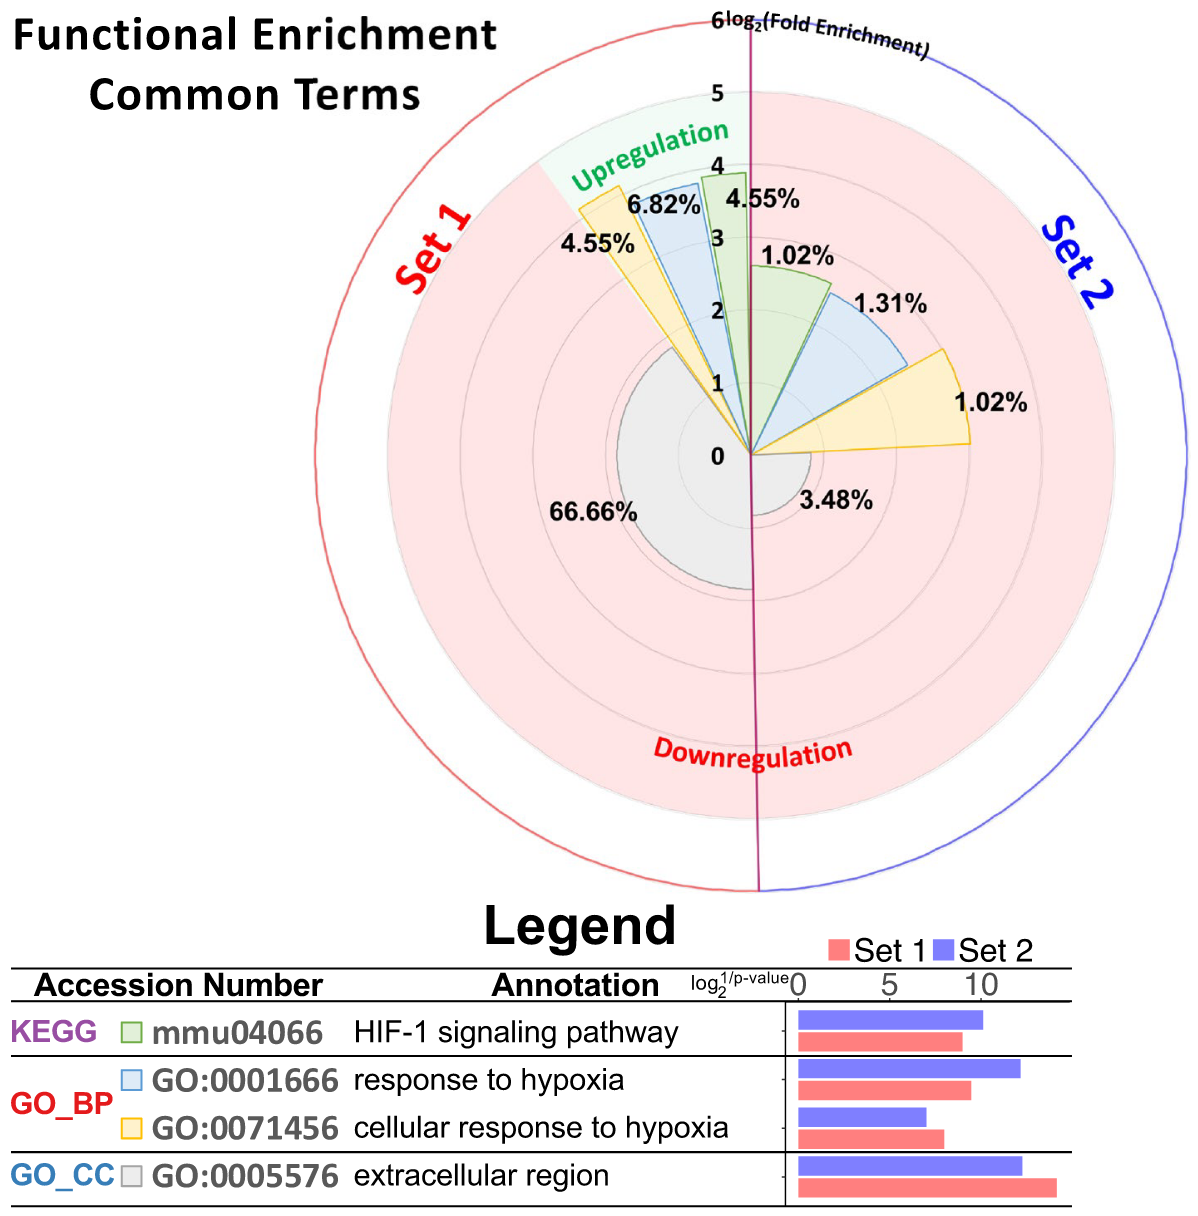 Functional Enrichment
Common Terms
6 log2(Fold Enrichment)
5
Upregulation
4
6.82%
4.55%
4.55%
3
1.02%
Set 1
Set 2
2
1.31%
1
1.02%
0
66.66%
3.48%
Downregulation
Legend
Set 1 Set 2
Accession Number Annotation log2 1/p-value 0 5 10
KEGG mmu04066 HIF-1 signaling pathway
GO_BP
GO:0001666 response to hypoxia
GO:0071456 cellular response to hypoxia
GO_CC GO:0005576 extracellular region